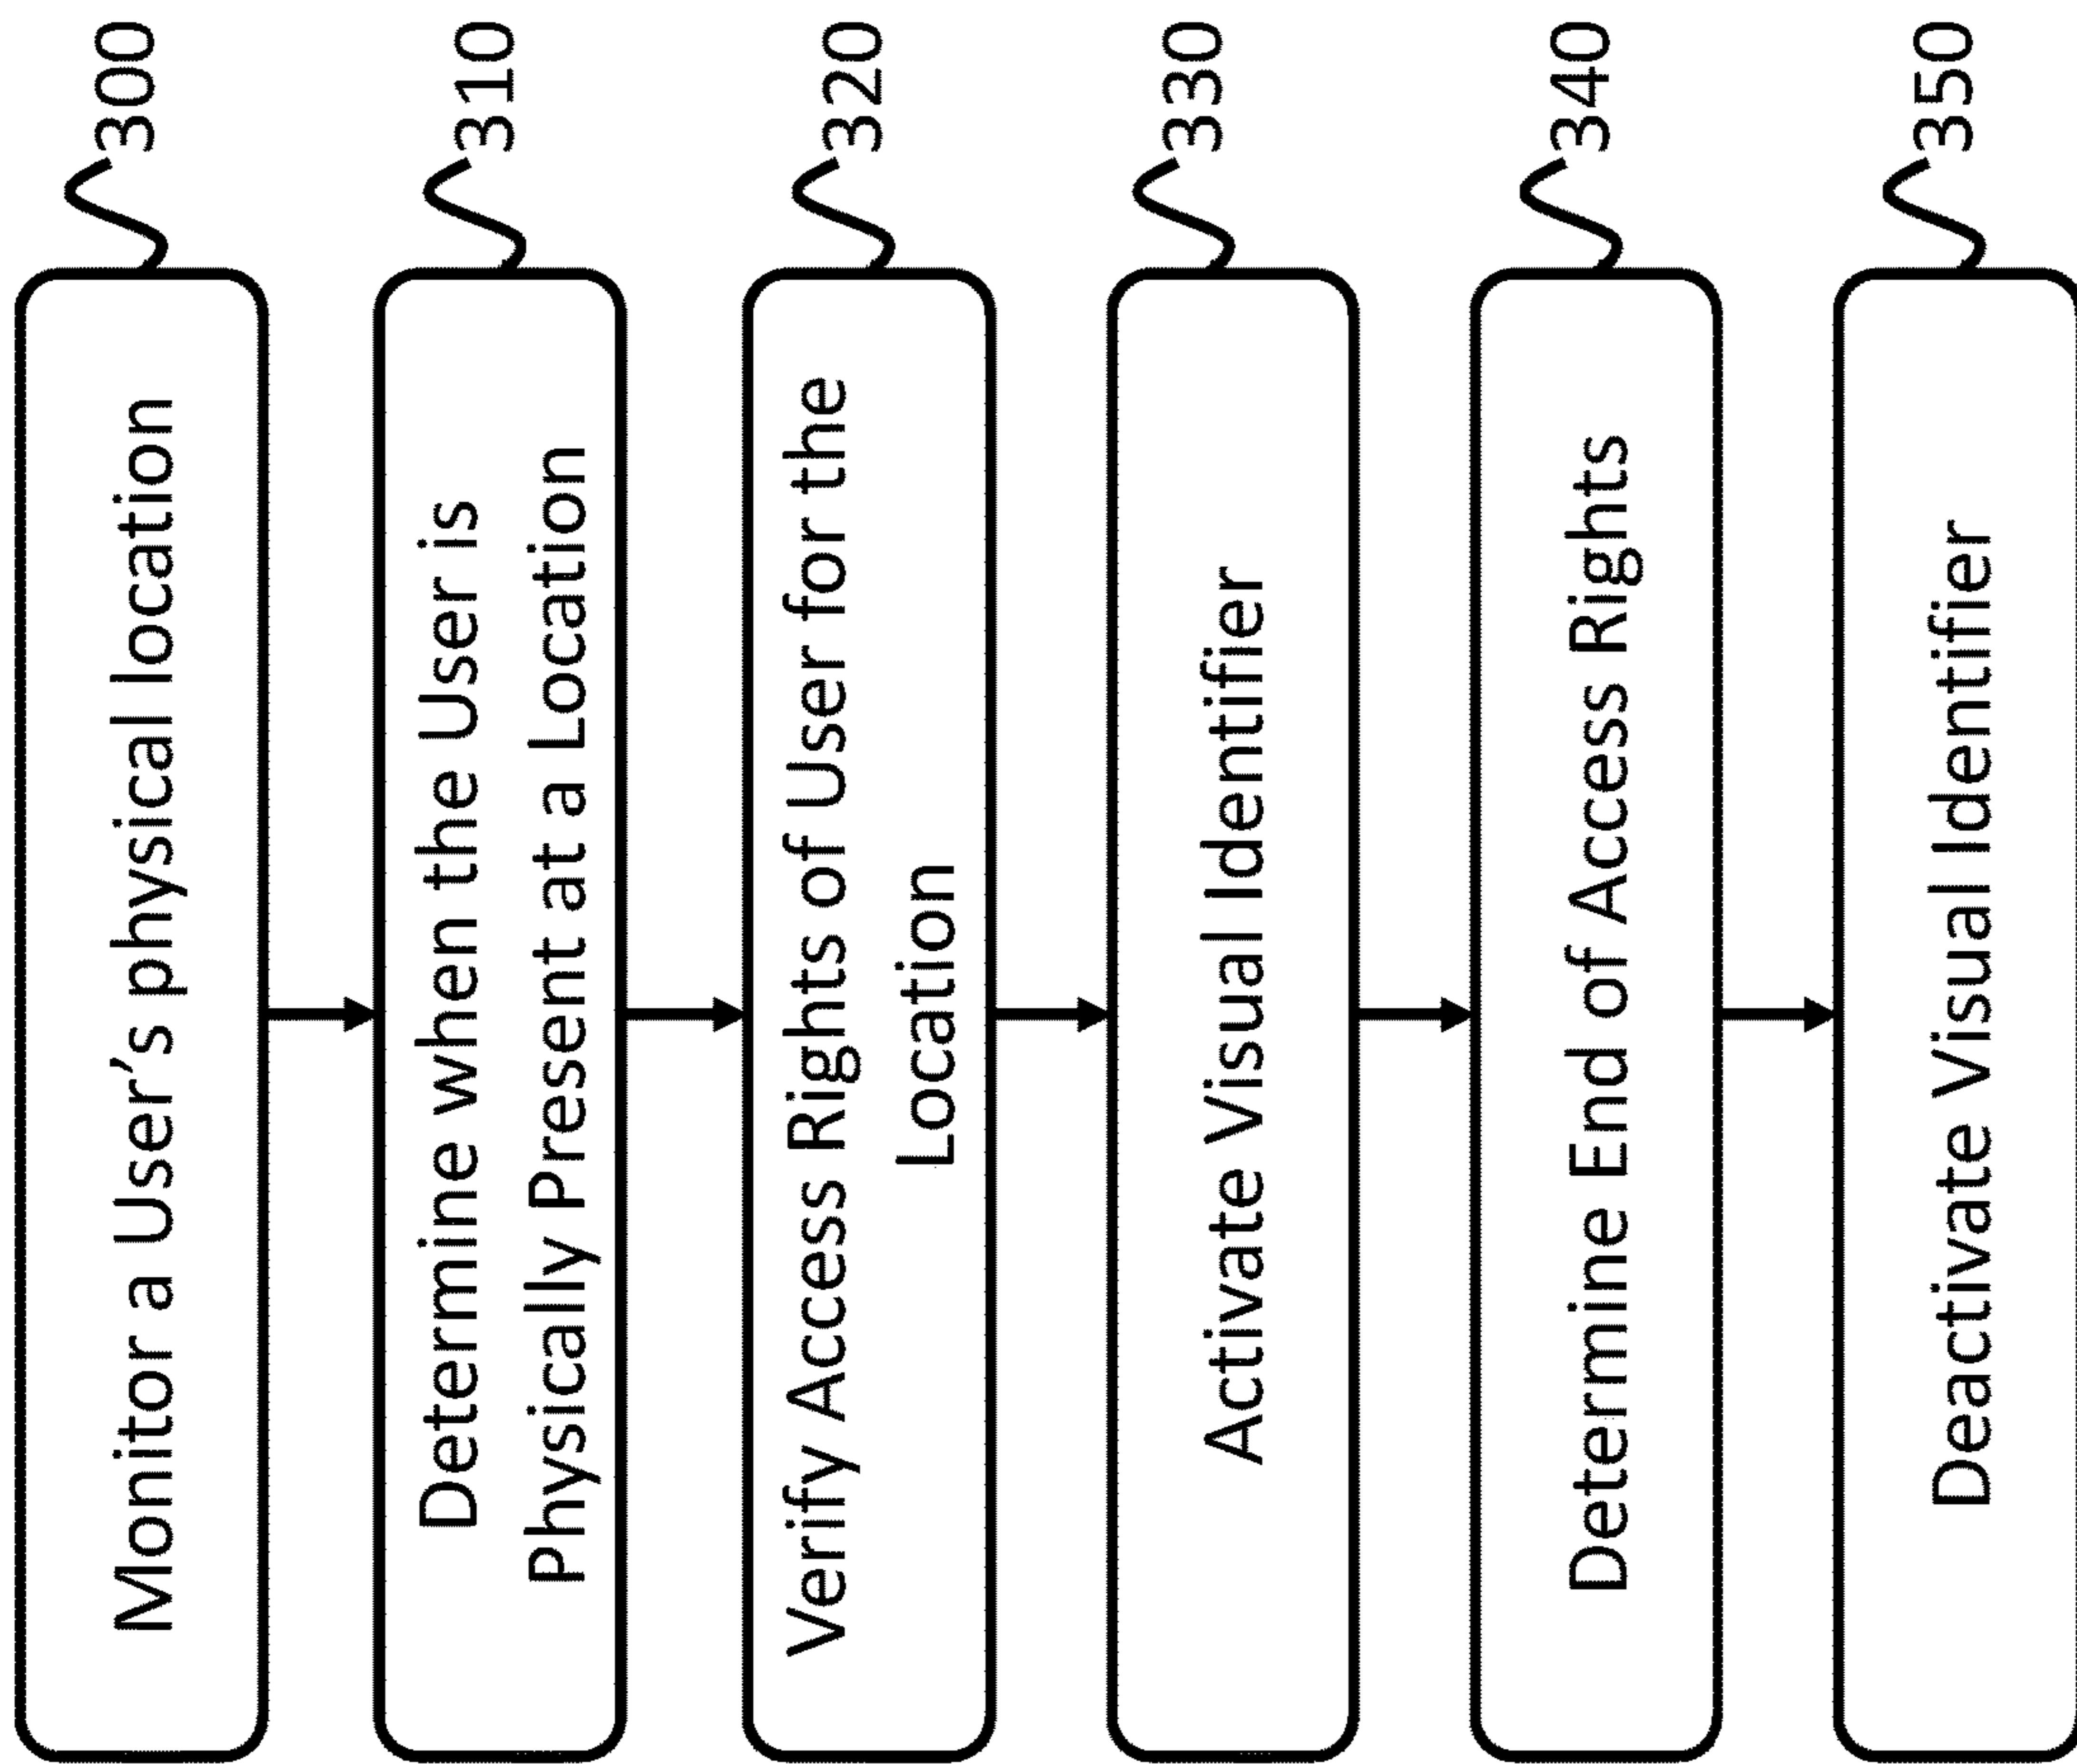 Monitor a User's physical location
300
Determine when the User is
Physically Present at a Location
310
Verify Access Rights of User for the
Location
320
Activate Visual Identifier
330
Determine End of Access Rights
340
Deactivate Visual Identifier
350